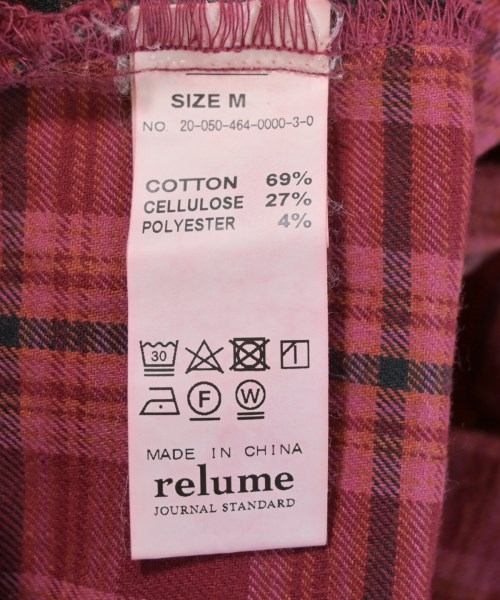 SIZE M
NO. 20-050-464-0000-3-0
COTTON 69%
CELLULOSE 27%
POLYESTER 4%
30
F W
MADE IN CHINA
relume
JOURNAL STANDARD